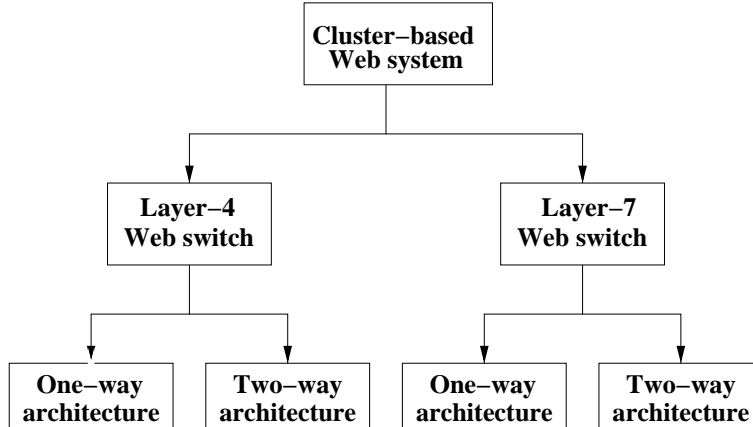 Cluster−based
Web system
Layer−4
Web switch
Layer−7
Web switch
One−way
architecture
Two−way
architecture
One−way
architecture
Two−way
architecture